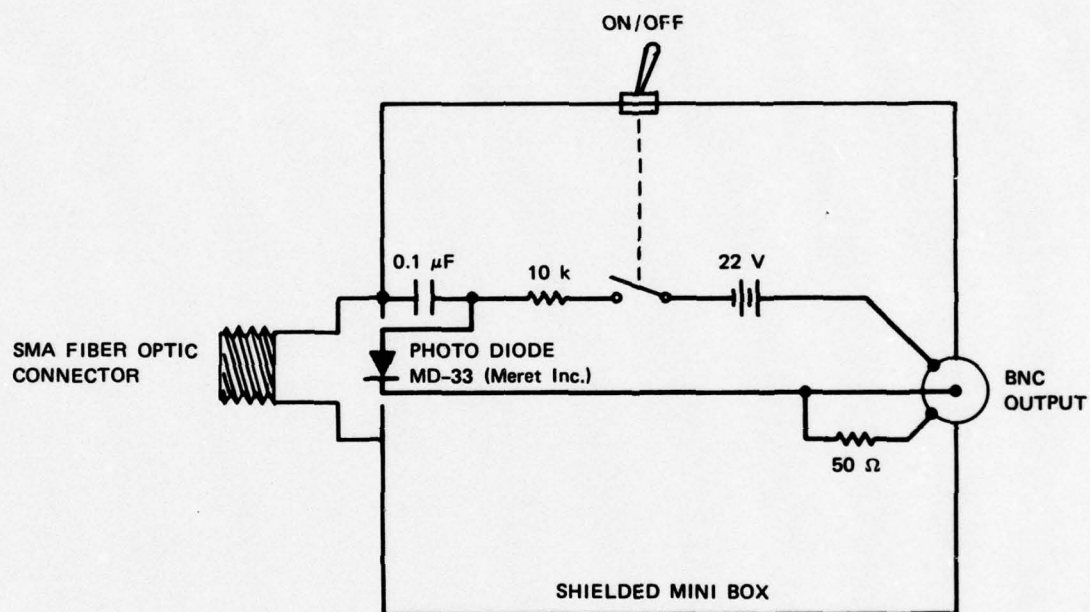 ON/OFF
0.1 μF
10 k
22 V
SMA FIBER OPTIC
CONNECTOR
PHOTO DIODE
MD-33 (Meret Inc.)
BNC
OUTPUT
50 Ω
SHIELDED MINI BOX